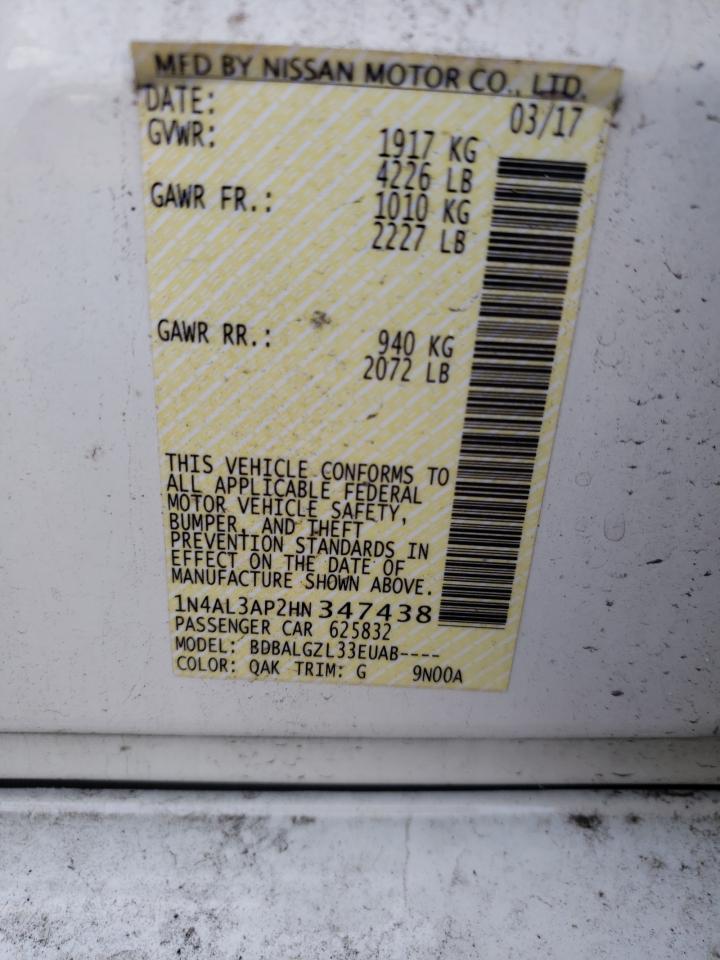 MFD BY NISSAN MOTOR CO., LTD.
DATE: 03/17
GVWR: 1917 KG
4226 LB
GAWR FR.: 1010 KG
2227 LB
GAWR RR.: 940 KG
2072 LB
THIS VEHICLE CONFORMS TO
ALL APPLICABLE FEDERAL
MOTOR VEHICLE SAFETY,
BUMPER, AND THEFT
PREVENTION STANDARDS IN
EFFECT ON THE DATE OF
MANUFACTURE SHOWN ABOVE.
1N4AL3AP2HN347438
PASSENGER CAR 625832
MODEL: BDBALGZL33EUAB----
COLOR: QAK TRIM: G 9N00A